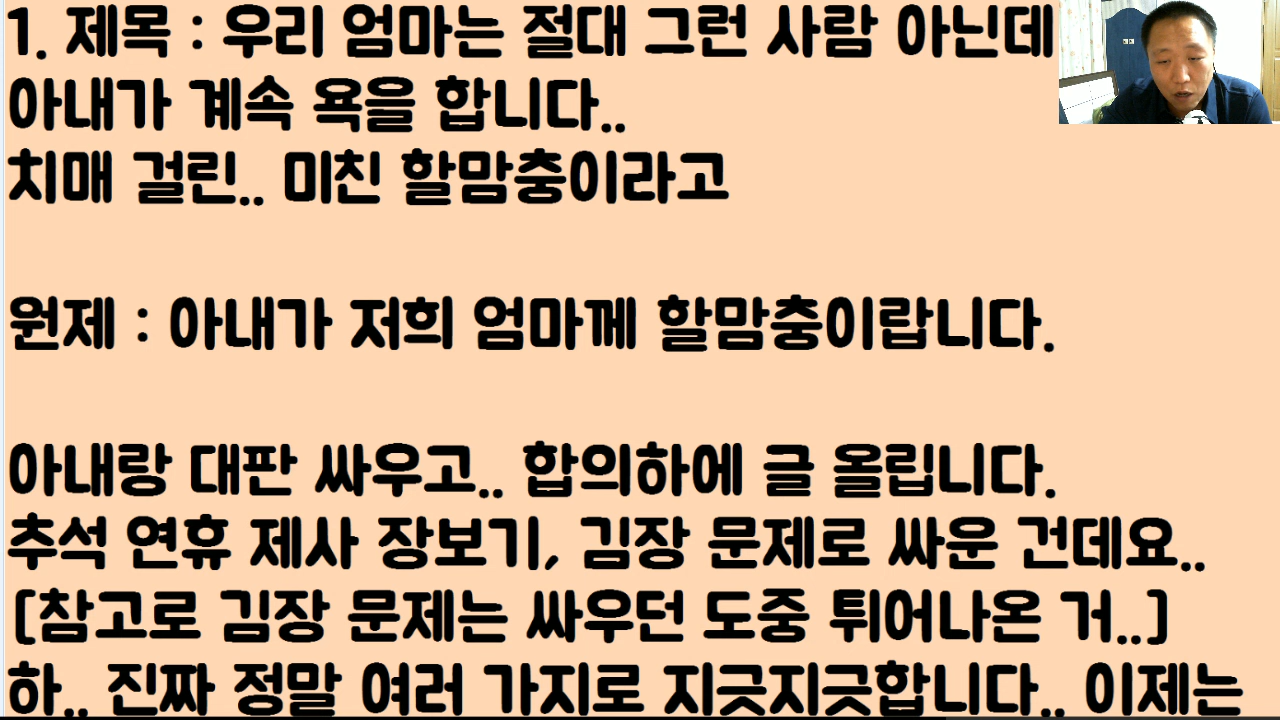 1. 제목 : 우리 엄마는 절대 그런 사람 아닌데
아내가 계속 욕을 합니다..
치매 걸린.. 미친 할맘충이라고
원제 : 아내가 저희 엄마께 할맘충이랍니다.
아내랑 대판 싸우고.. 합의하에 글 올립니다.
추석 연휴 제사 장보기, 김장 문제로 싸운 건데요..
[참고로 김장 문제는 싸우던 도중 튀어나온 거..]
하.. 진짜 정말 여러 가지로 지긋지긋합니다.. 이제는